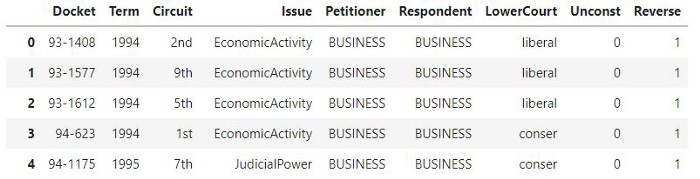 Docket Term Circuit Issue Petitioner Respondent LowerCourt Unconst Reverse
0 93-1408 1994 2nd EconomicActivity BUSINESS BUSINESS liberal 0 1
1 93-1577 1994 9th EconomicActivity BUSINESS BUSINESS liberal 0 1
2 93-1612 1994 5th EconomicActivity BUSINESS BUSINESS liberal 0 1
3 94-623 1994 1st EconomicActivity BUSINESS BUSINESS conser 0 1
4 94-1175 1995 7th JudicialPower BUSINESS BUSINESS conser 0 1